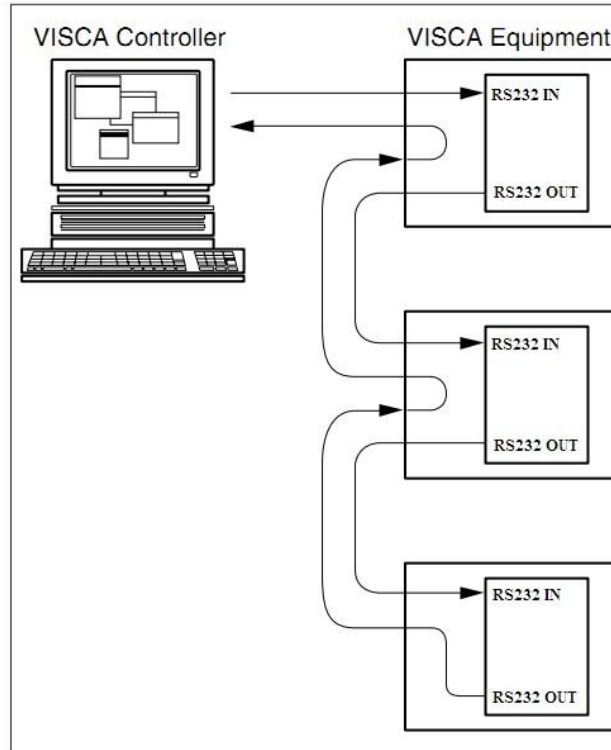 VISCA Controller
VISCA Equipment
RS232 IN
RS232 OUT
RS232 IN
RS232 OUT
RS232 IN
RS232 OUT